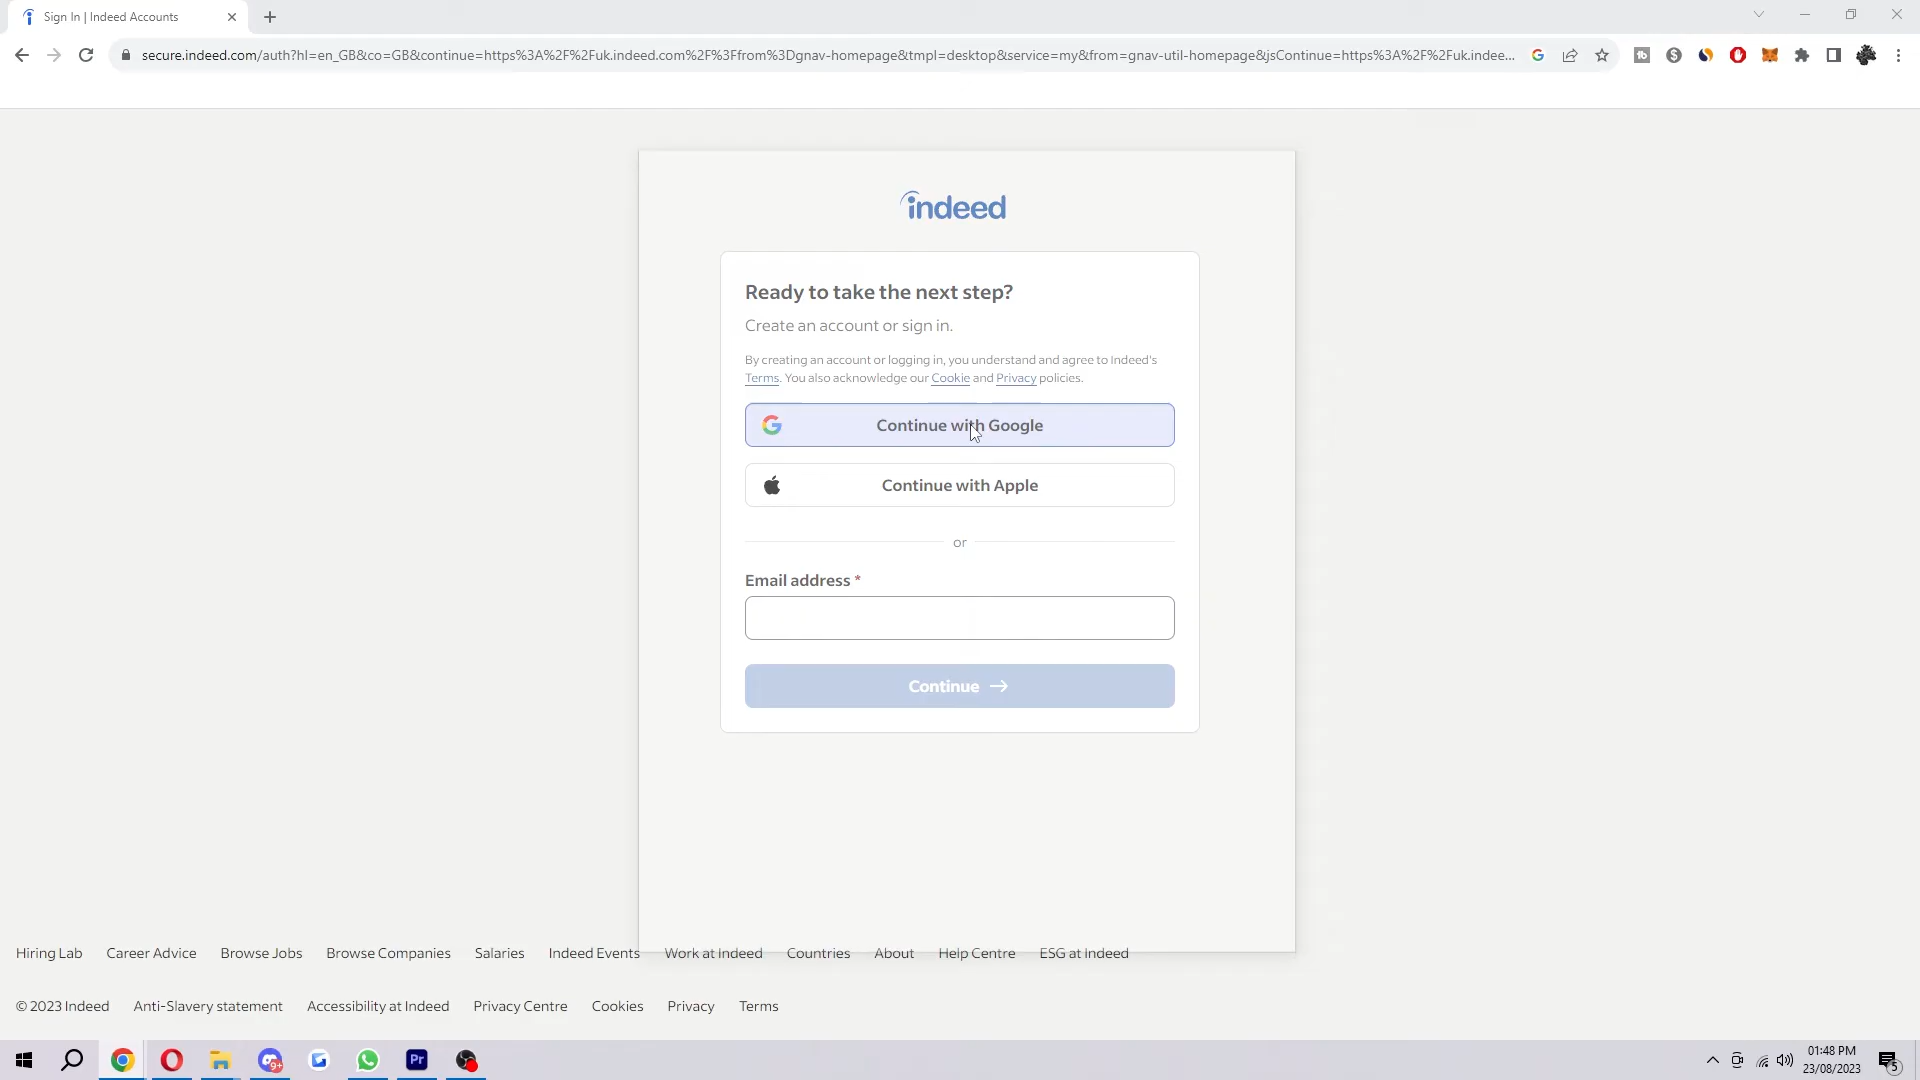 Sign In | Indeed Accounts
secure.indeed.com/auth?hl=en_GB&co=GB&continue=https%3A%2F%2Fuk.indeed.com%2F%3Ffrom%3Dgnav-homepage&tmpl=desktop&service=my&from=gnav-util-homepage&jsContinue=https%3A%2F%2Fuk.indee...
indeed
Ready to take the next step?
Create an account or sign in.
By creating an account or logging in, you understand and agree to Indeed's
Terms. You also acknowledge our Cookie and Privacy policies.
Continue with Google
Continue with Apple
or
Email address *
Continue →
Hiring Lab Career Advice Browse Jobs Browse Companies Salaries Indeed Events Work at Indeed Countries About Help Centre ESG at Indeed
© 2023 Indeed Anti-Slavery statement Accessibility at Indeed Privacy Centre Cookies Privacy Terms
9+
Pr
01:48 PM
23/08/2023
5